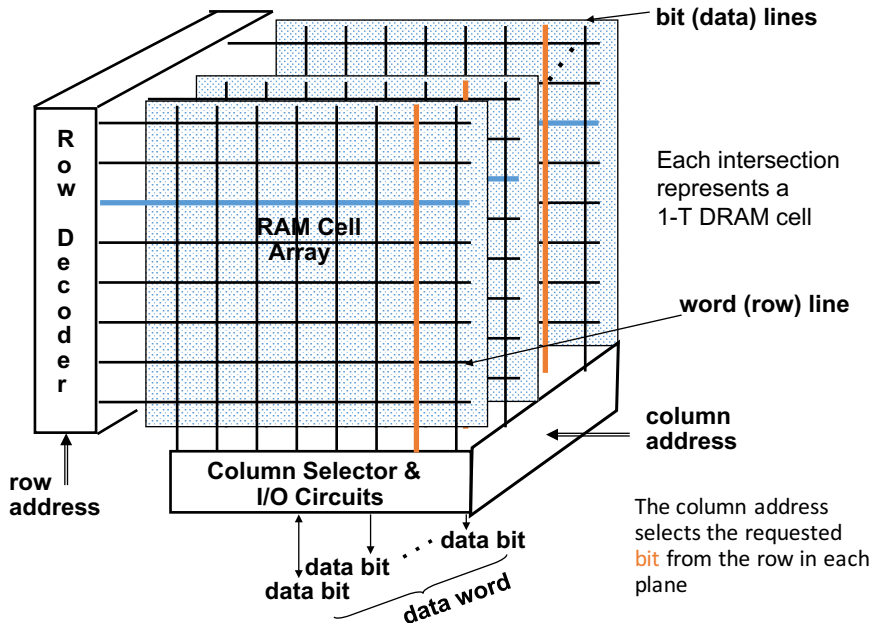 bit (data) lines
Row Decoder
Each intersection
represents a
1-T DRAM cell
RAM Cell
Array
word (row) line
column
address
row
address
Column Selector &
I/O Circuits
The column address
selects the requested
bit from the row in each
plane
data bit
data bit
data bit
data word